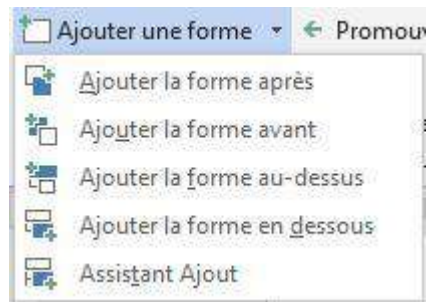 Ajouter une forme Promouv
Ajouter la forme après
Ajouter la forme avant
Ajouter la forme au-dessus
Ajouter la forme en dessous
Assistant Ajout